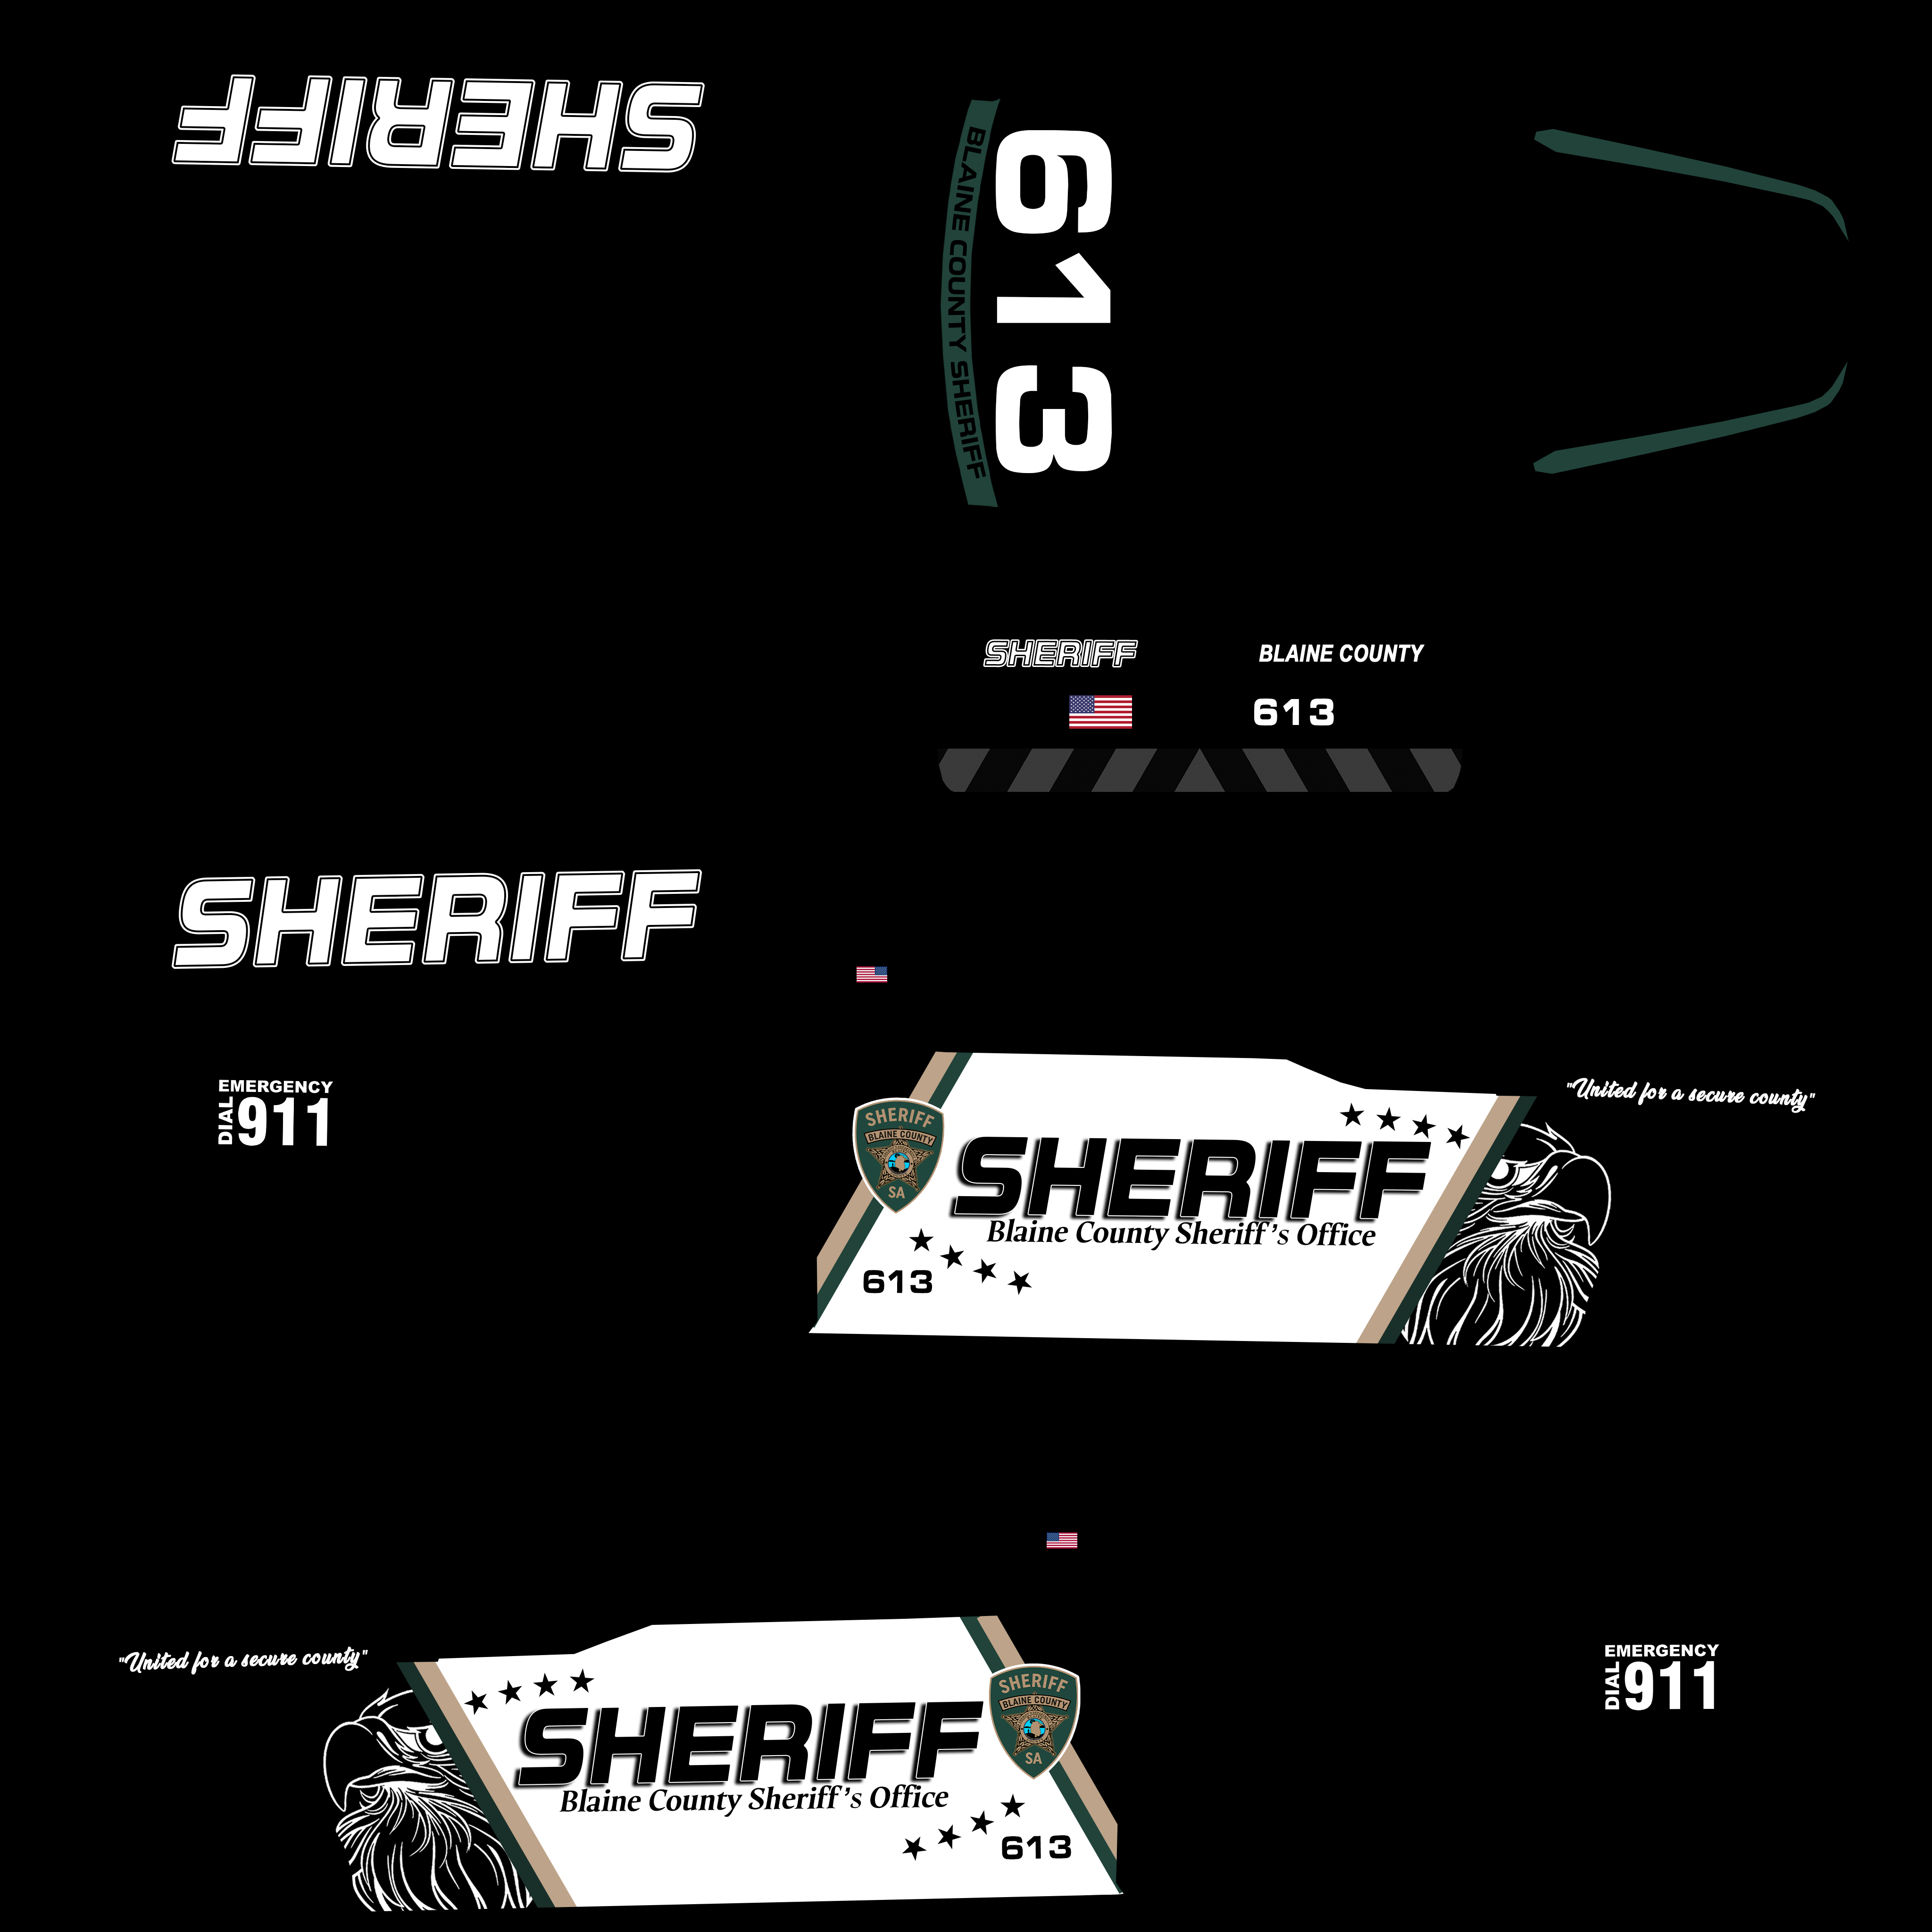 SHERIFF
BLAINE COUNTY SHERIFF
613
SHERIFF
BLAINE COUNTY
613
SHERIFF
EMERGENCY
DIAL
911
"United for a secure county"
SHERIFF
BLAINE COUNTY
SA
SHERIFF
Blaine County Sheriff's Office
613
"United for a secure county"
SHERIFF
Blaine County Sheriff's Office
613
SHERIFF
BLAINE COUNTY
SA
EMERGENCY
DIAL
911